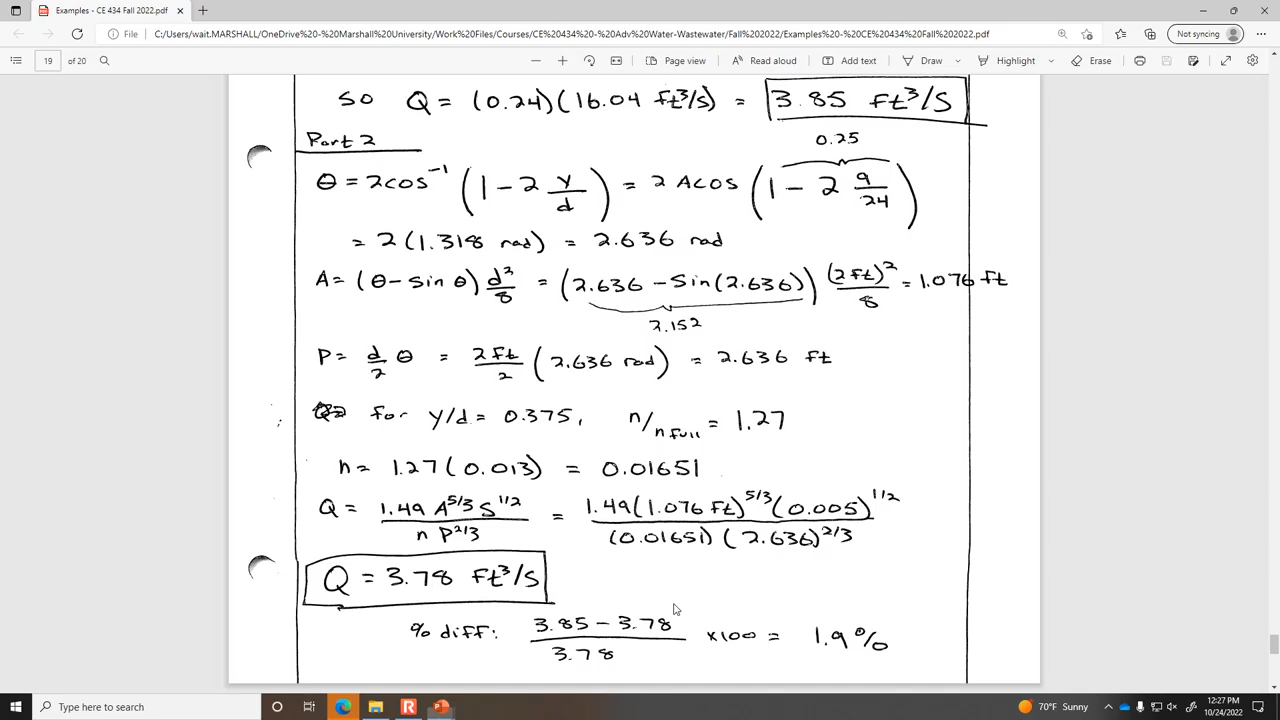 Examples - CE 434 Fall 2022.pdf
File C:/Users/wait.MARSHALL/OneDrive%20-%20Marshall%20University/Work%20Files/Courses/CE%20434%20-%20Adv%20Water-Wastewater/Fall%202022/Examples%20-%20CE%20434%20Fall%202022.pdf Not syncing
19 of 20 Page view Read aloud Add text Draw Highlight Erase
So Q = (0.24)(16.04 ft³/s) = 3.85 ft³/s
Part 2
0.25
θ = 2cos⁻¹ (1 - 2 y/d) = 2 Acos (1 - 2 9/24)
= 2(1.318 rad) = 2.636 rad
A = (θ - sin θ) d²/8 = (2.636 - sin(2.636)) (2ft)²/8 = 1.076 ft
2.152
P = d/2 θ = 2ft/2 (2.636 rad) = 2.636 ft
for y/d = 0.375, n/n full = 1.27
n = 1.27(0.013) = 0.01651
Q = 1.49 A^5/3 S^1/2 / n P^2/3 = 1.49(1.076 ft)^5/3 (0.005)^1/2 / (0.01651)(2.636)^2/3
Q = 3.78 ft³/s
% diff: 3.85 - 3.78 / 3.78 x100 = 1.9%
Type here to search 70°F Sunny 12:27 PM
10/24/2022